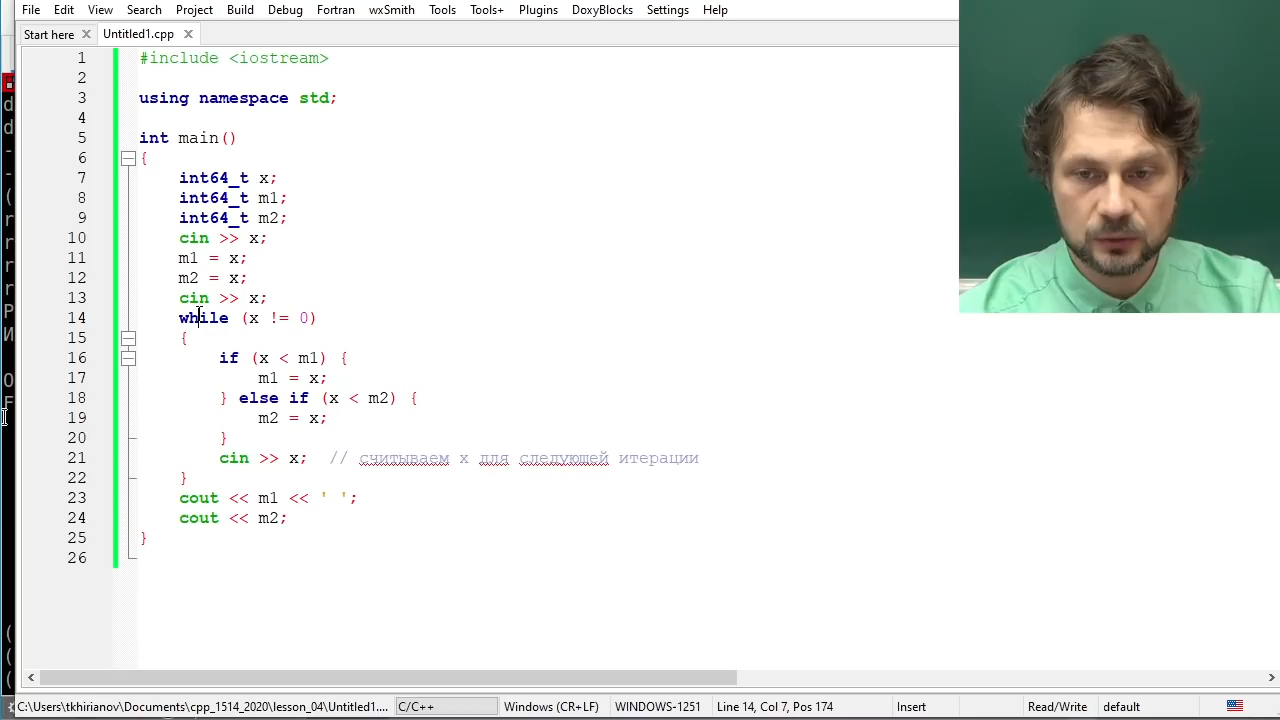 File Edit View Search Project Build Debug Fortran wxSmith Tools Tools+ Plugins DoxyBlocks Settings Help
Start here Untitled1.cpp
1 #include <iostream>
2
3 using namespace std;
4
5 int main()
6 {
7 int64_t x;
8 int64_t m1;
9 int64_t m2;
10 cin >> x;
11 m1 = x;
12 m2 = x;
13 cin >> x;
14 while (x != 0)
15 {
16 if (x < m1) {
17 m1 = x;
18 } else if (x < m2) {
19 m2 = x;
20 }
21 cin >> x; // считываем x для следующей итерации
22 }
23 cout << m1 << ' ';
24 cout << m2;
25 }
26
C:\Users\tkhirianov\Documents\cpp_1514_2020\lesson_04\Untitled1.... C/C++ Windows (CR+LF) WINDOWS-1251 Line 14, Col 7, Pos 174 Insert Read/Write default